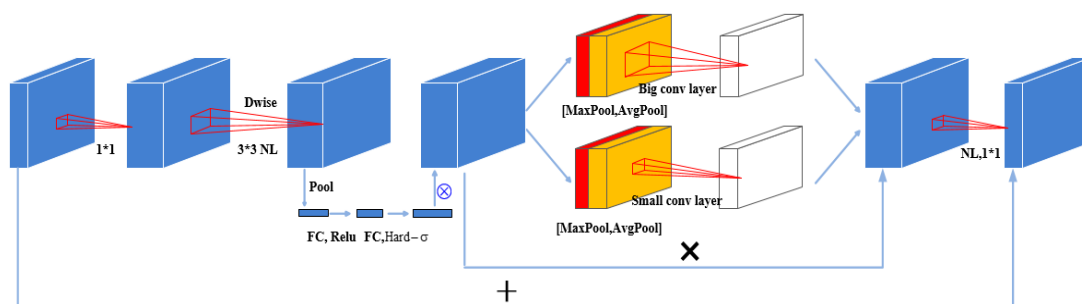 1*1
Dwise
3*3 NL
Pool
FC, Relu
FC,Hard-σ
Big conv layer
[MaxPool,AvgPool]
Small conv layer
[MaxPool,AvgPool]
NL,1*1
⊗
×
+